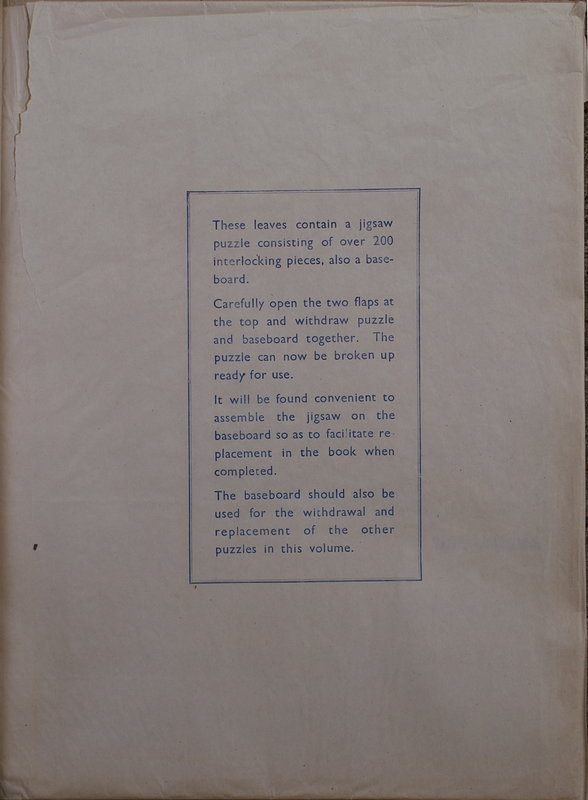 These leaves contain a jigsaw
puzzle consisting of over 200
interlocking pieces, also a base-
board.
Carefully open the two flaps at
the top and withdraw puzzle
and baseboard together. The
puzzle can now be broken up
ready for use.
It will be found convenient to
assemble the jigsaw on the
baseboard so as to facilitate re-
placement in the book when
completed.
The baseboard should also be
used for the withdrawal and
replacement of the other
puzzles in this volume.